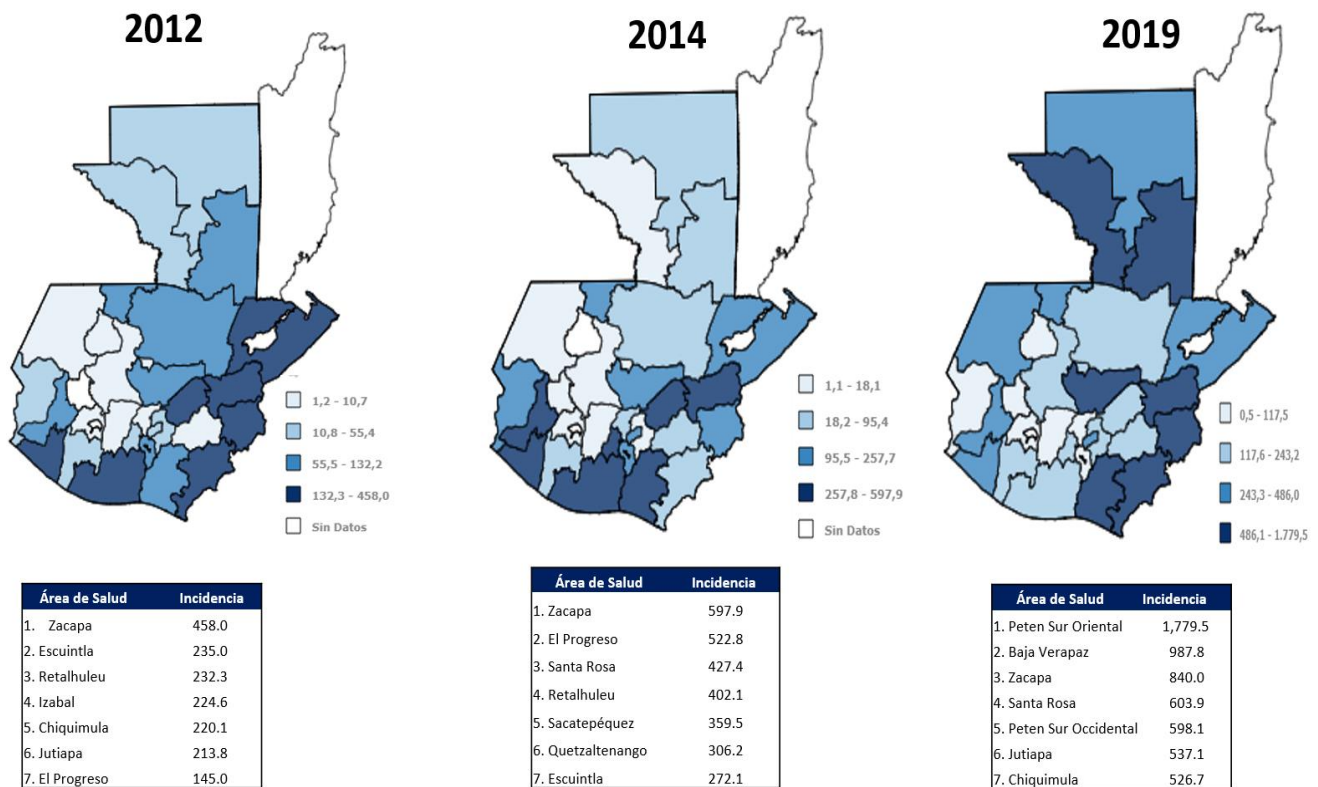 2012
1,2 - 10,7
10,8 - 55,4
55,5 - 132,2
132,3 - 458,0
Sin Datos
Área de Salud Incidencia
1. Zacapa 458.0
2. Escuintla 235.0
3. Retalhuleu 232.3
4. Izabal 224.6
5. Chiquimula 220.1
6. Jutiapa 213.8
7. El Progreso 145.0
2014
1,1 - 18,1
18,2 - 95,4
95,5 - 257,7
257,8 - 597,9
Sin Datos
Área de Salud Incidencia
1. Zacapa 597.9
2. El Progreso 522.8
3. Santa Rosa 427.4
4. Retalhuleu 402.1
5. Sacatepéquez 359.5
6. Quetzaltenango 306.2
7. Escuintla 272.1
2019
0,5 - 117,5
117,6 - 243,2
243,3 - 486,0
486,1 - 1.779,5
Área de Salud Incidencia
1. Peten Sur Oriental 1,779.5
2. Baja Verapaz 987.8
3. Zacapa 840.0
4. Santa Rosa 603.9
5. Peten Sur Occidental 598.1
6. Jutiapa 537.1
7. Chiquimula 526.7